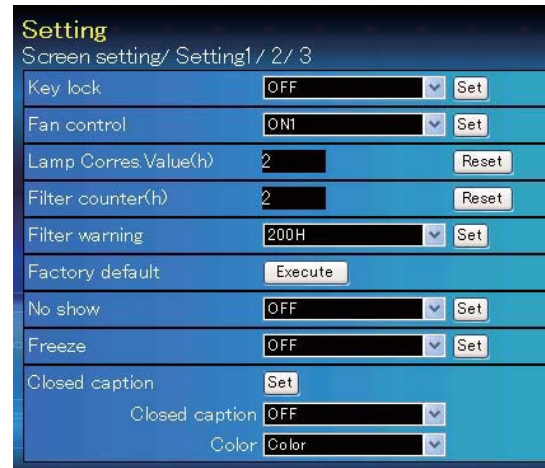 Setting
Screen setting/ Setting1/ 2/ 3
Key lock OFF Set
Fan control ON1 Set
Lamp Corres.Value(h) 2 Reset
Filter counter(h) 2 Reset
Filter warning 200H Set
Factory default Execute
No show OFF Set
Freeze OFF Set
Closed caption Set
Closed caption OFF
Color Color